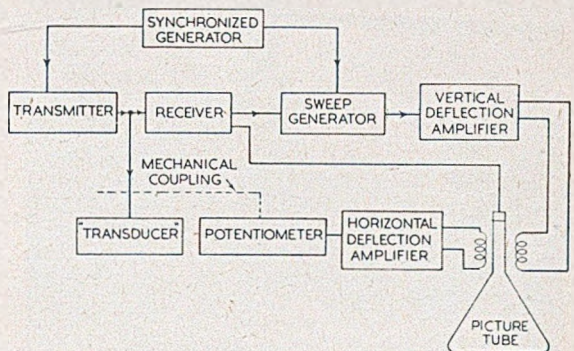 SYNCHRONIZED
GENERATOR
TRANSMITTER
RECEIVER
SWEEP
GENERATOR
VERTICAL
DEFLECTION
AMPLIFIER
MECHANICAL
COUPLING
"TRANSDUCER"
POTENTIOMETER
HORIZONTAL
DEFLECTION
AMPLIFIER
PICTURE
TUBE